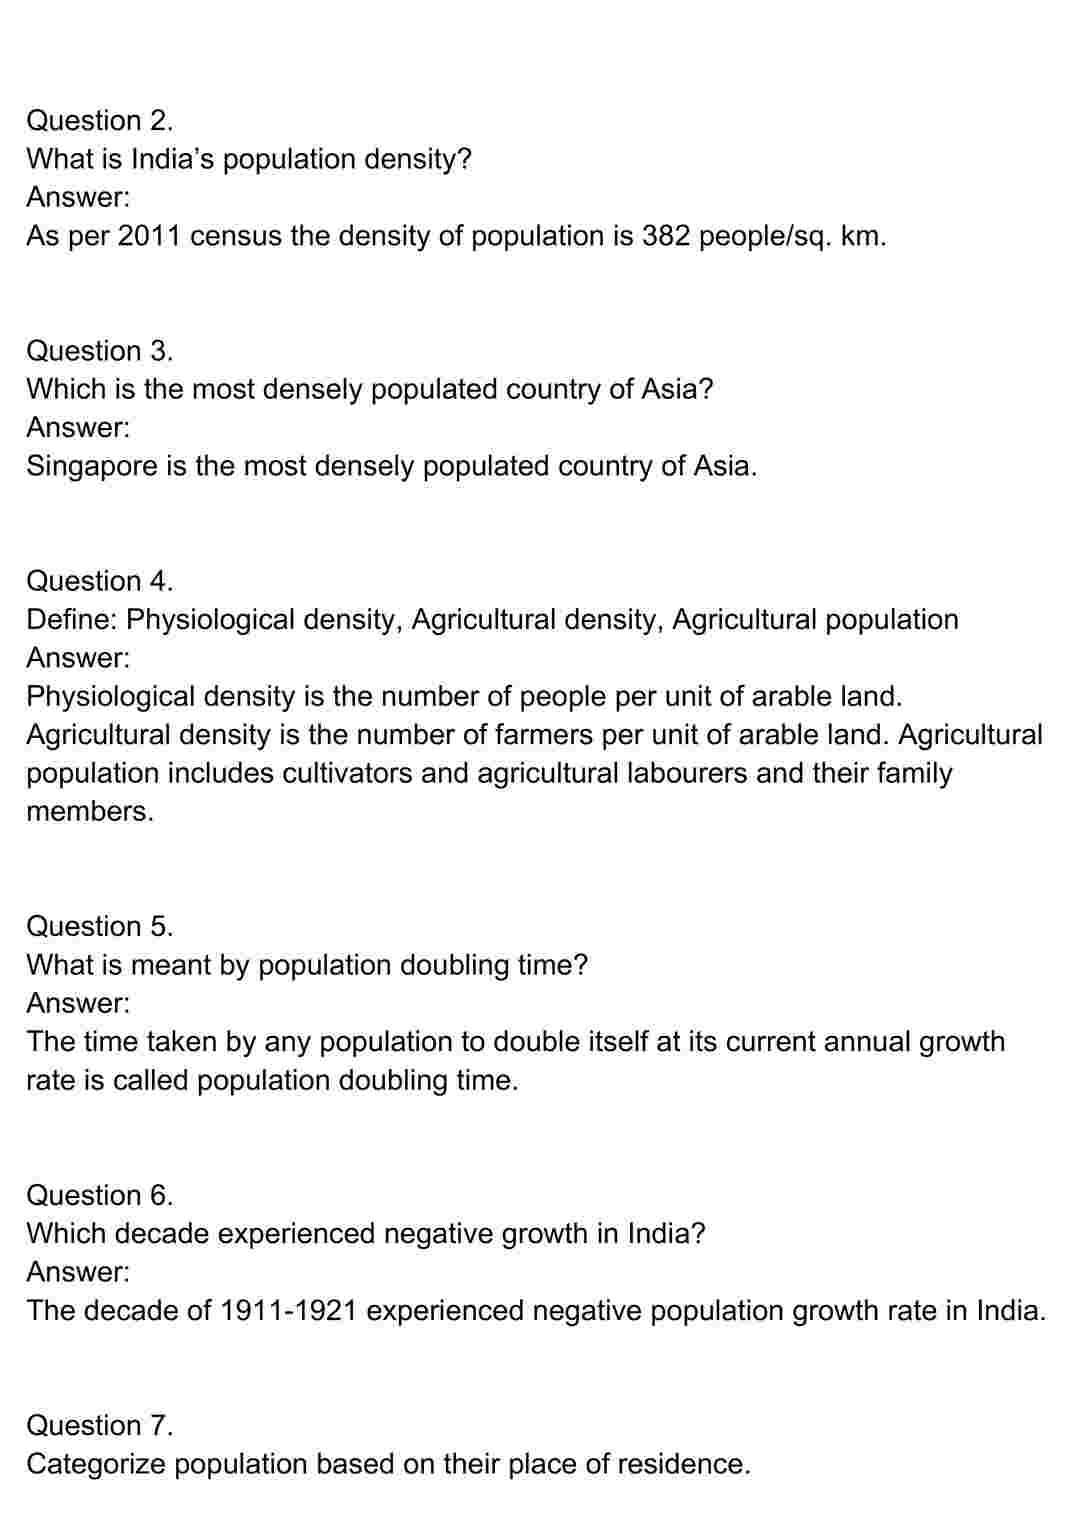 Question 2.
What is India’s population density?
Answer:
As per 2011 census the density of population is 382 people/sq. km.
Question 3.
Which is the most densely populated country of Asia?
Answer:
Singapore is the most densely populated country of Asia.
Question 4.
Define: Physiological density, Agricultural density, Agricultural population
Answer:
Physiological density is the number of people per unit of arable land.
Agricultural density is the number of farmers per unit of arable land. Agricultural
population includes cultivators and agricultural labourers and their family
members.
Question 5.
What is meant by population doubling time?
Answer:
The time taken by any population to double itself at its current annual growth
rate is called population doubling time.
Question 6.
Which decade experienced negative growth in India?
Answer:
The decade of 1911-1921 experienced negative population growth rate in India.
Question 7.
Categorize population based on their place of residence.